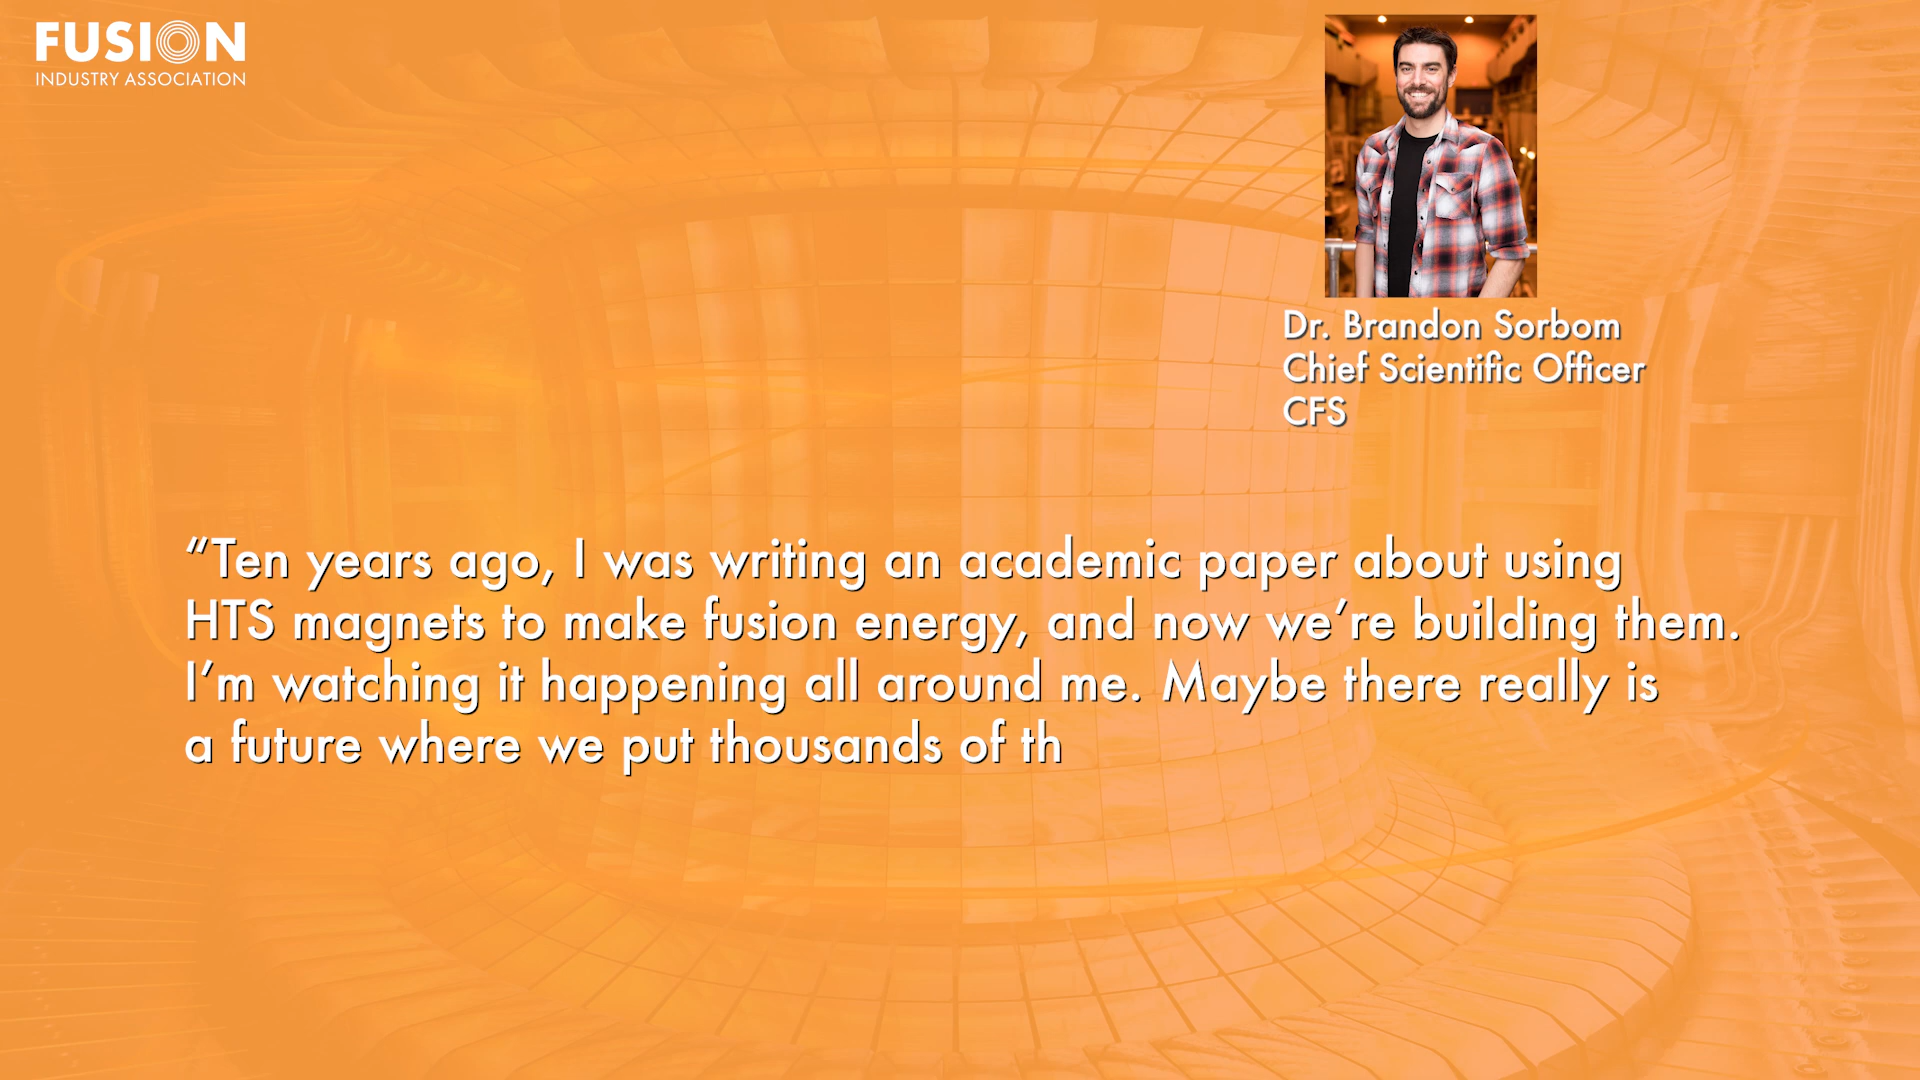 FUSION
INDUSTRY ASSOCIATION
Dr. Brandon Sorbom
Chief Scientific Officer
CFS
“Ten years ago, I was writing an academic paper about using
HTS magnets to make fusion energy, and now we’re building them.
I’m watching it happening all around me. Maybe there really is
a future where we put thousands of th